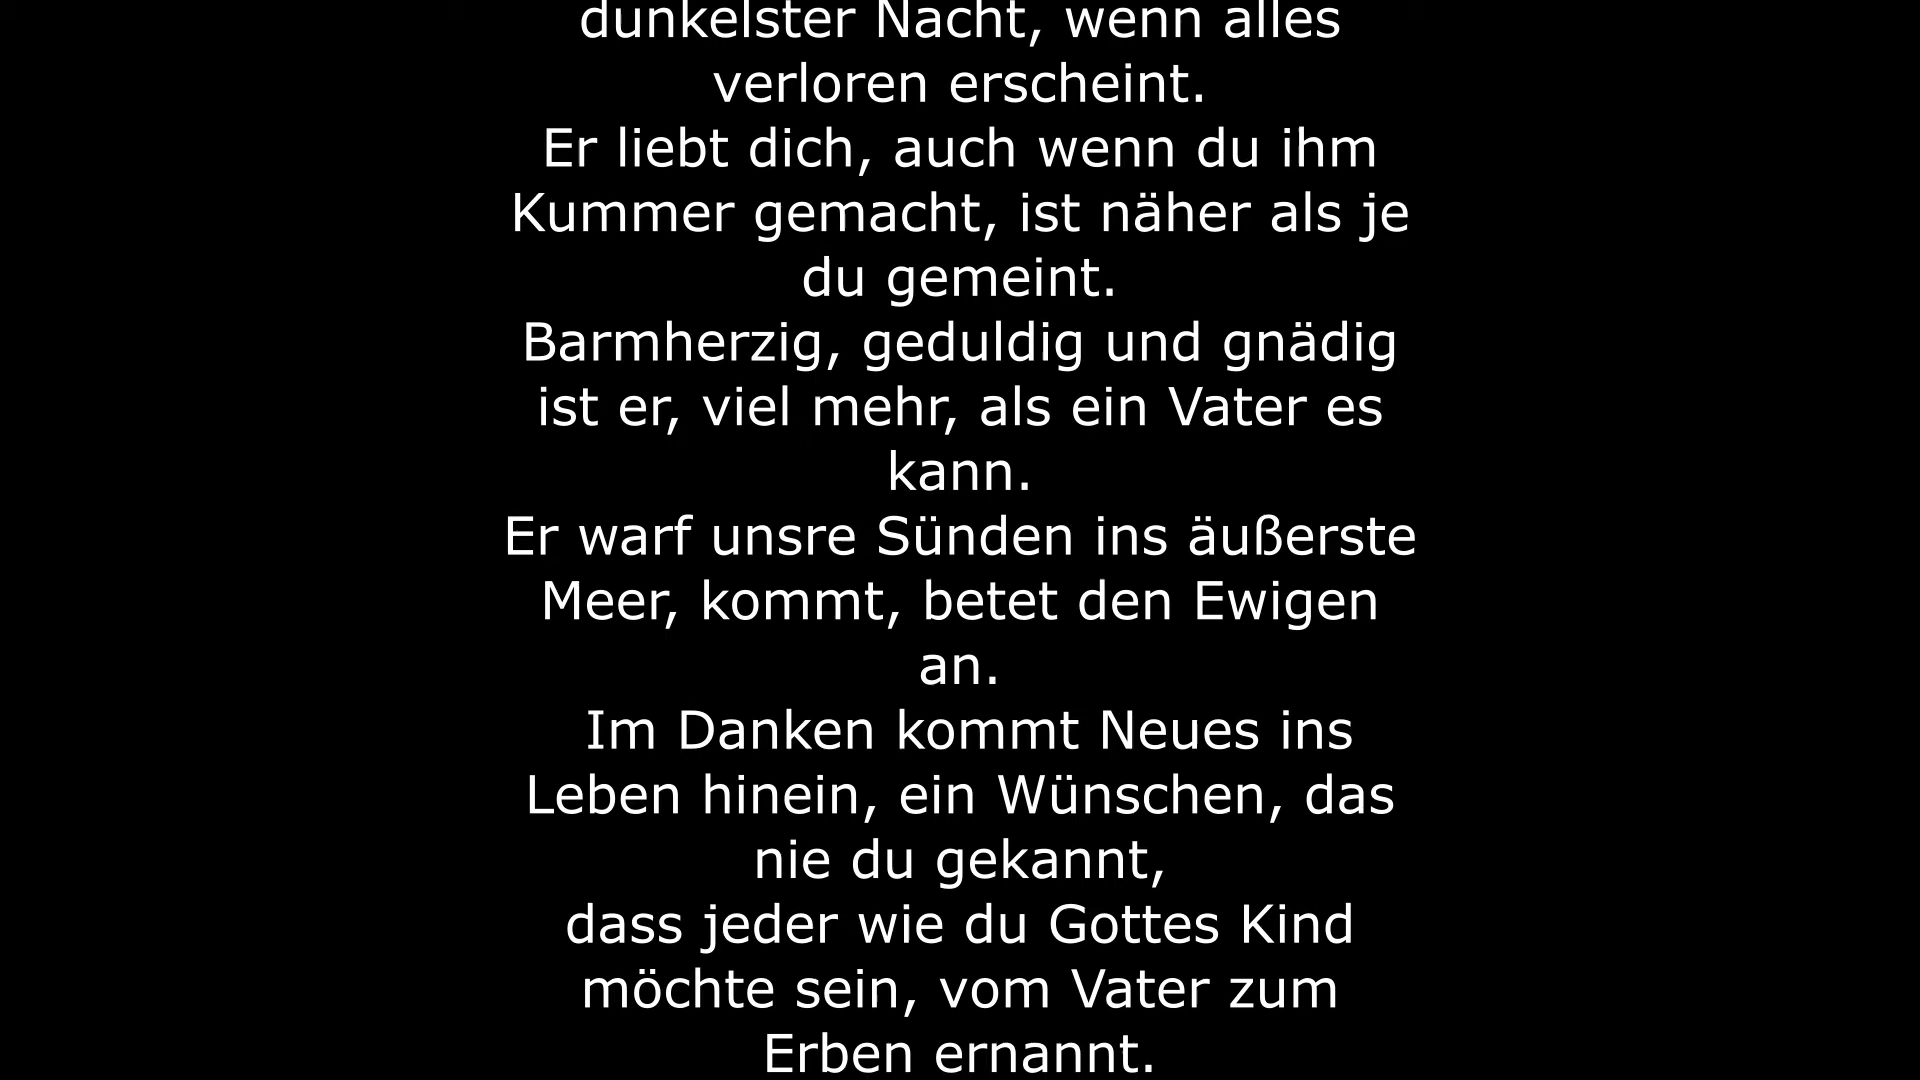 dunkelster Nacht, wenn alles
verloren erscheint.
Er liebt dich, auch wenn du ihm
Kummer gemacht, ist näher als je
du gemeint.
Barmherzig, geduldig und gnädig
ist er, viel mehr, als ein Vater es
kann.
Er warf unsre Sünden ins äußerste
Meer, kommt, betet den Ewigen
an.
Im Danken kommt Neues ins
Leben hinein, ein Wünschen, das
nie du gekannt,
dass jeder wie du Gottes Kind
möchte sein, vom Vater zum
Erben ernannt.